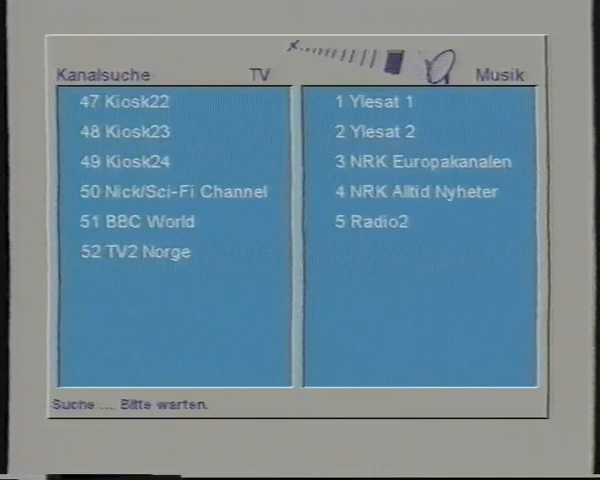 Kanalsuche TV Musik
47 Kiosk22
48 Kiosk23
49 Kiosk24
50 Nick/Sci-Fi Channel
51 BBC World
52 TV2 Norge
1 Ylesat 1
2 Ylesat 2
3 NRK Europakanalen
4 NRK Alltid Nyheter
5 Radio2
Suche ... Bitte warten.